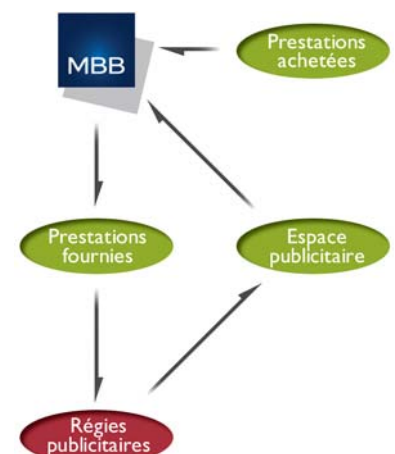 MBB
Prestations
achetées
Prestations
fournies
Espace
publicitaire
Régies
publicitaires